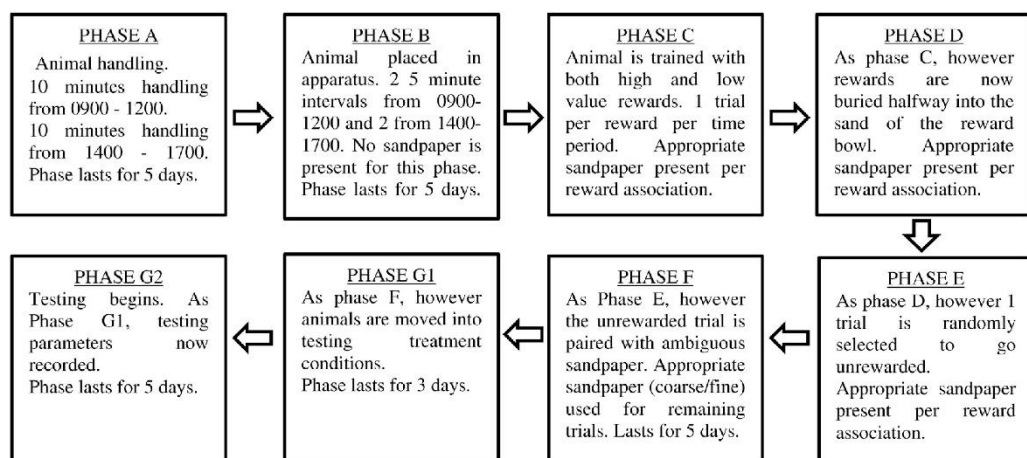 PHASE A
Animal handling.
10 minutes handling
from 0900 - 1200.
10 minutes handling
from 1400 - 1700.
Phase lasts for 5 days.
PHASE B
Animal placed in
apparatus. 2 5 minute
intervals from 0900-
1200 and 2 from 1400-
1700. No sandpaper is
present for this phase.
Phase lasts for 5 days.
PHASE C
Animal is trained with
both high and low
value rewards. 1 trial
per reward per time
period. Appropriate
sandpaper present per
reward association.
PHASE D
As phase C, however
rewards are now
buried halfway into the
sand of the reward
bowl. Appropriate
sandpaper present per
reward association.
PHASE E
As phase D, however 1
trial is randomly
selected to go
unrewarded.
Appropriate sandpaper
present per reward
association.
PHASE F
As Phase E, however
the unrewarded trial is
paired with ambiguous
sandpaper. Appropriate
sandpaper (coarse/fine)
used for remaining
trials. Lasts for 5 days.
PHASE G1
As phase F, however
animals are moved into
testing treatment
conditions.
Phase lasts for 3 days.
PHASE G2
Testing begins. As
Phase G1, testing
parameters now
recorded.
Phase lasts for 5 days.